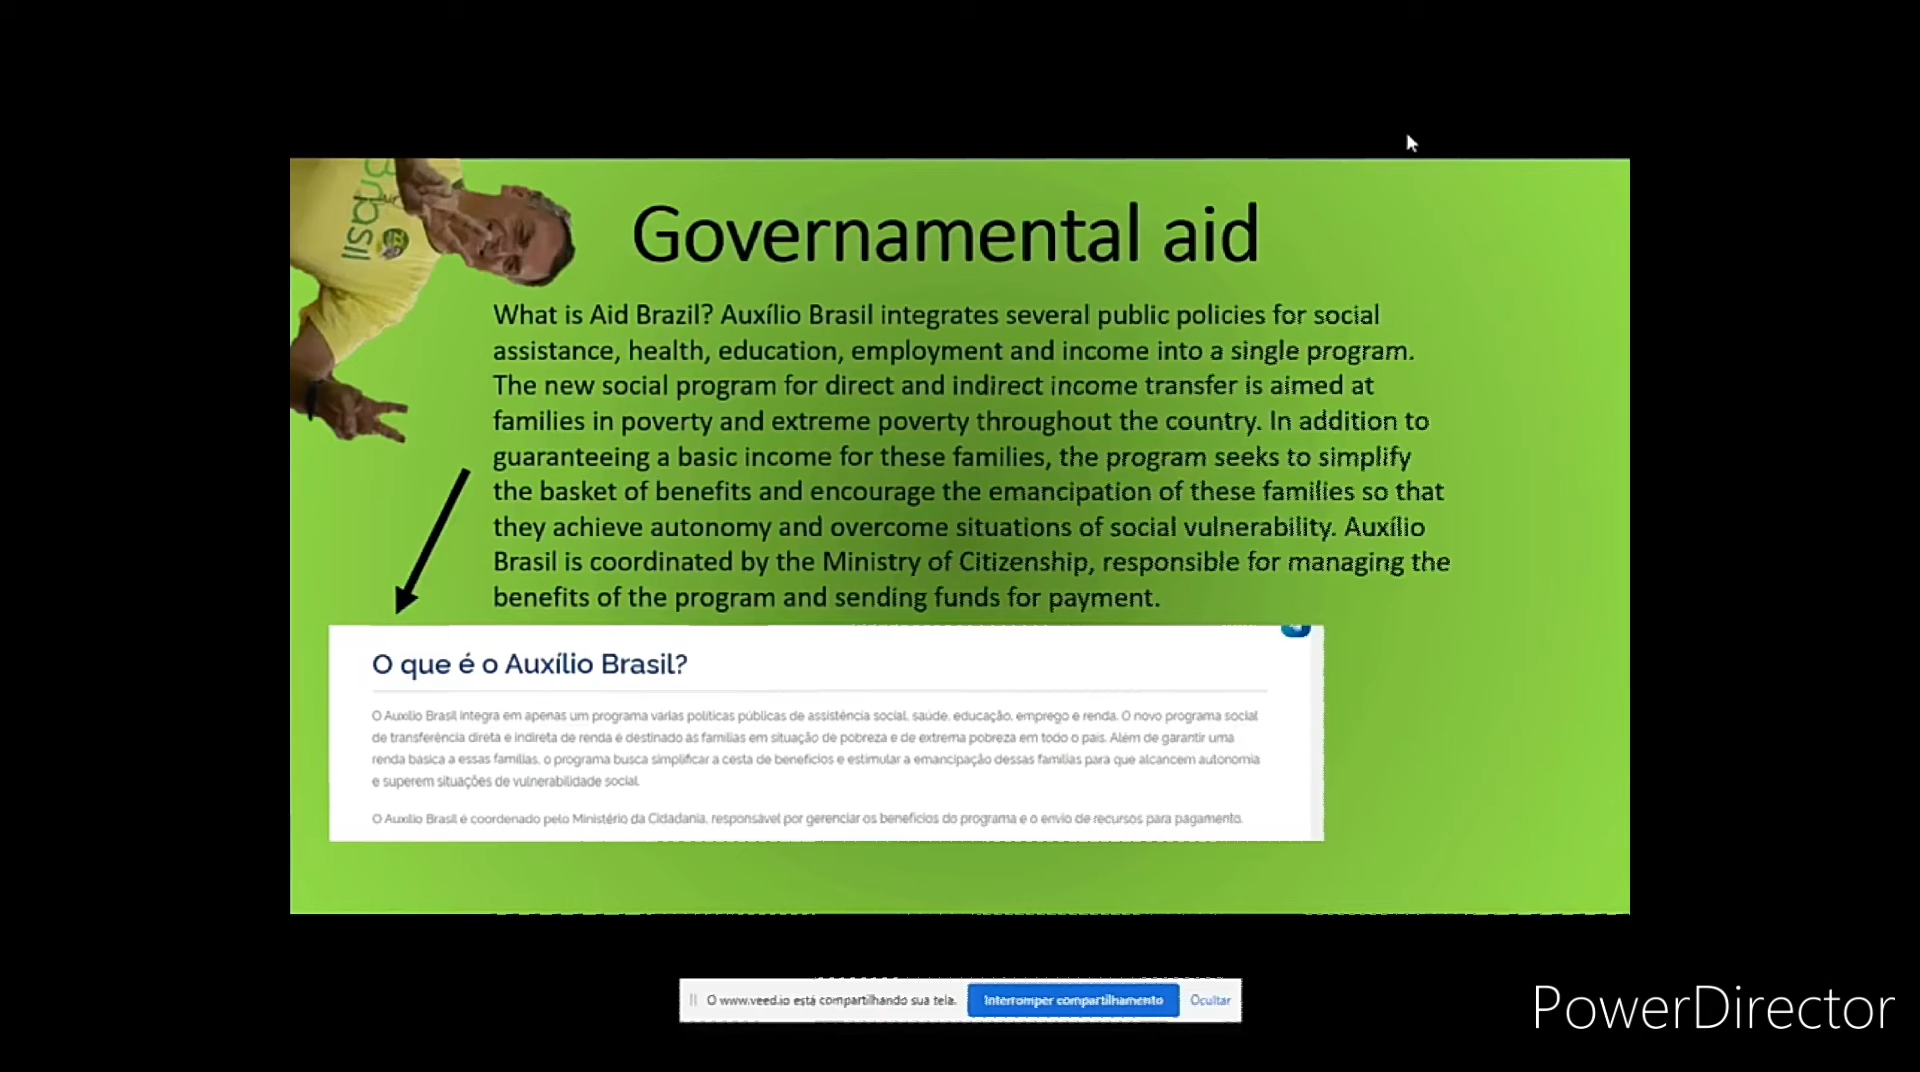 Brasil
Governamental aid
What is Aid Brazil? Auxílio Brasil integrates several public policies for social
assistance, health, education, employment and income into a single program.
The new social program for direct and indirect income transfer is aimed at
families in poverty and extreme poverty throughout the country. In addition to
guaranteeing a basic income for these families, the program seeks to simplify
the basket of benefits and encourage the emancipation of these families so that
they achieve autonomy and overcome situations of social vulnerability. Auxílio
Brasil is coordinated by the Ministry of Citizenship, responsible for managing the
benefits of the program and sending funds for payment.
O que é o Auxílio Brasil?
O Auxílio Brasil integra em apenas um programa várias políticas públicas de assistência social, saúde, educação, emprego e renda. O novo programa social
de transferência direta e indireta de renda é destinado às famílias em situação de pobreza e de extrema pobreza em todo o país. Além de garantir uma
renda básica a essas famílias, o programa busca simplificar a cesta de benefícios e estimular a emancipação dessas famílias para que alcancem autonomia
e superem situações de vulnerabilidade social.
O Auxílio Brasil é coordenado pelo Ministério da Cidadania, responsável por gerenciar os benefícios do programa e o envio de recursos para pagamento.
O www.veed.io está compartilhando sua tela.
Interromper compartilhamento
Ocultar
PowerDirector